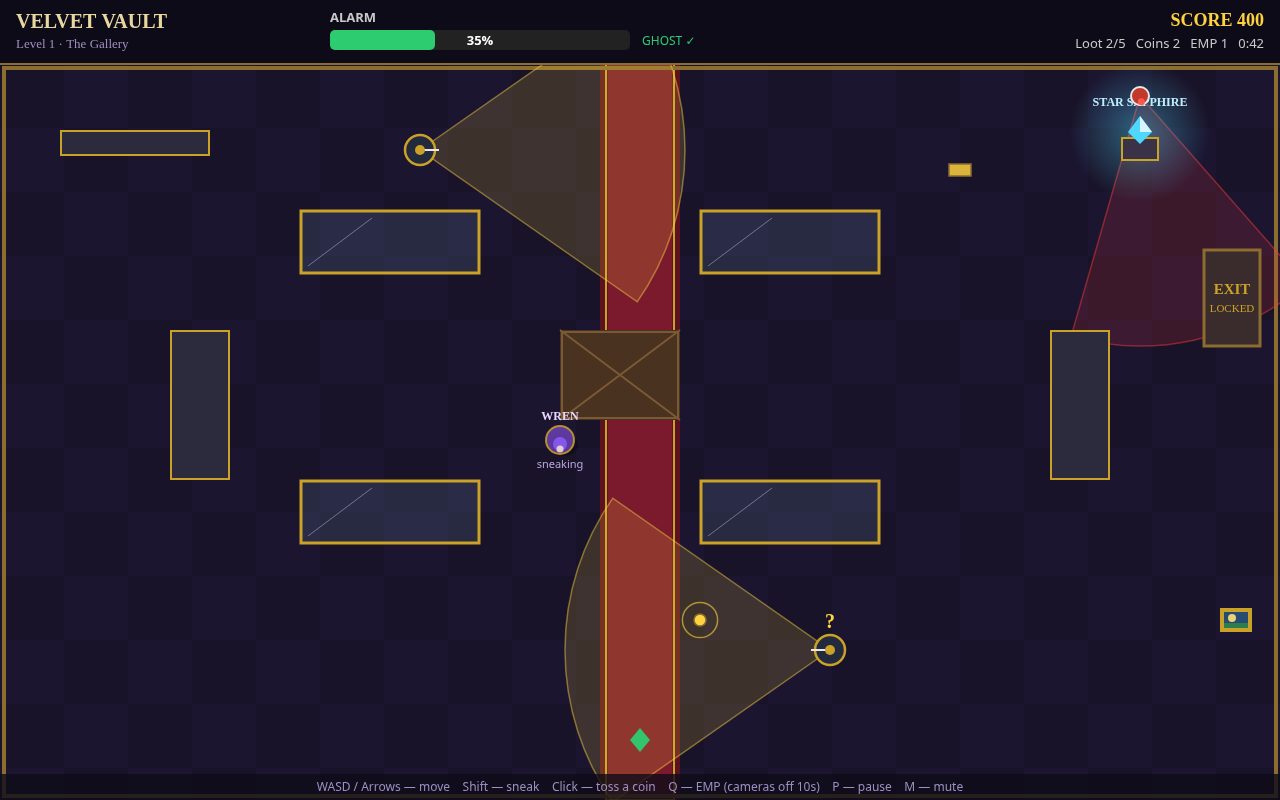 VELVET VAULT
Level 1 · The Gallery
ALARM
35%
GHOST ✓
SCORE 400
Loot 2/5 Coins 2 EMP 1 0:42
STAR SAPPHIRE
EXIT
LOCKED
WREN
sneaking
?
WASD / Arrows — move Shift — sneak Click — toss a coin Q — EMP (cameras off 10s) P — pause M — mute